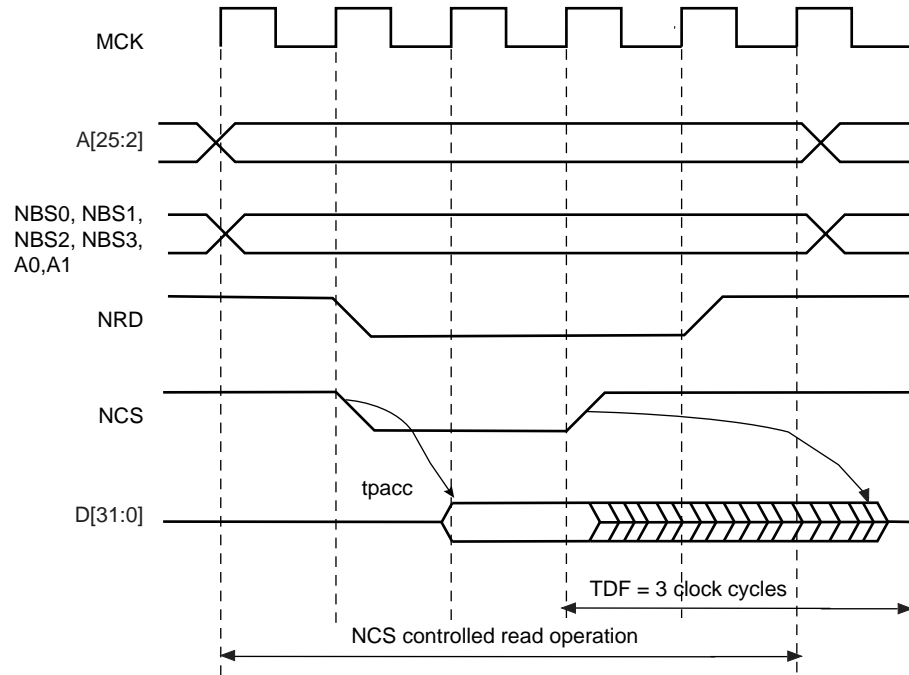 MCK
A[25:2]
NBS0, NBS1,
NBS2, NBS3,
A0,A1
NRD
NCS
tpacc
D[31:0]
TDF = 3 clock cycles
NCS controlled read operation